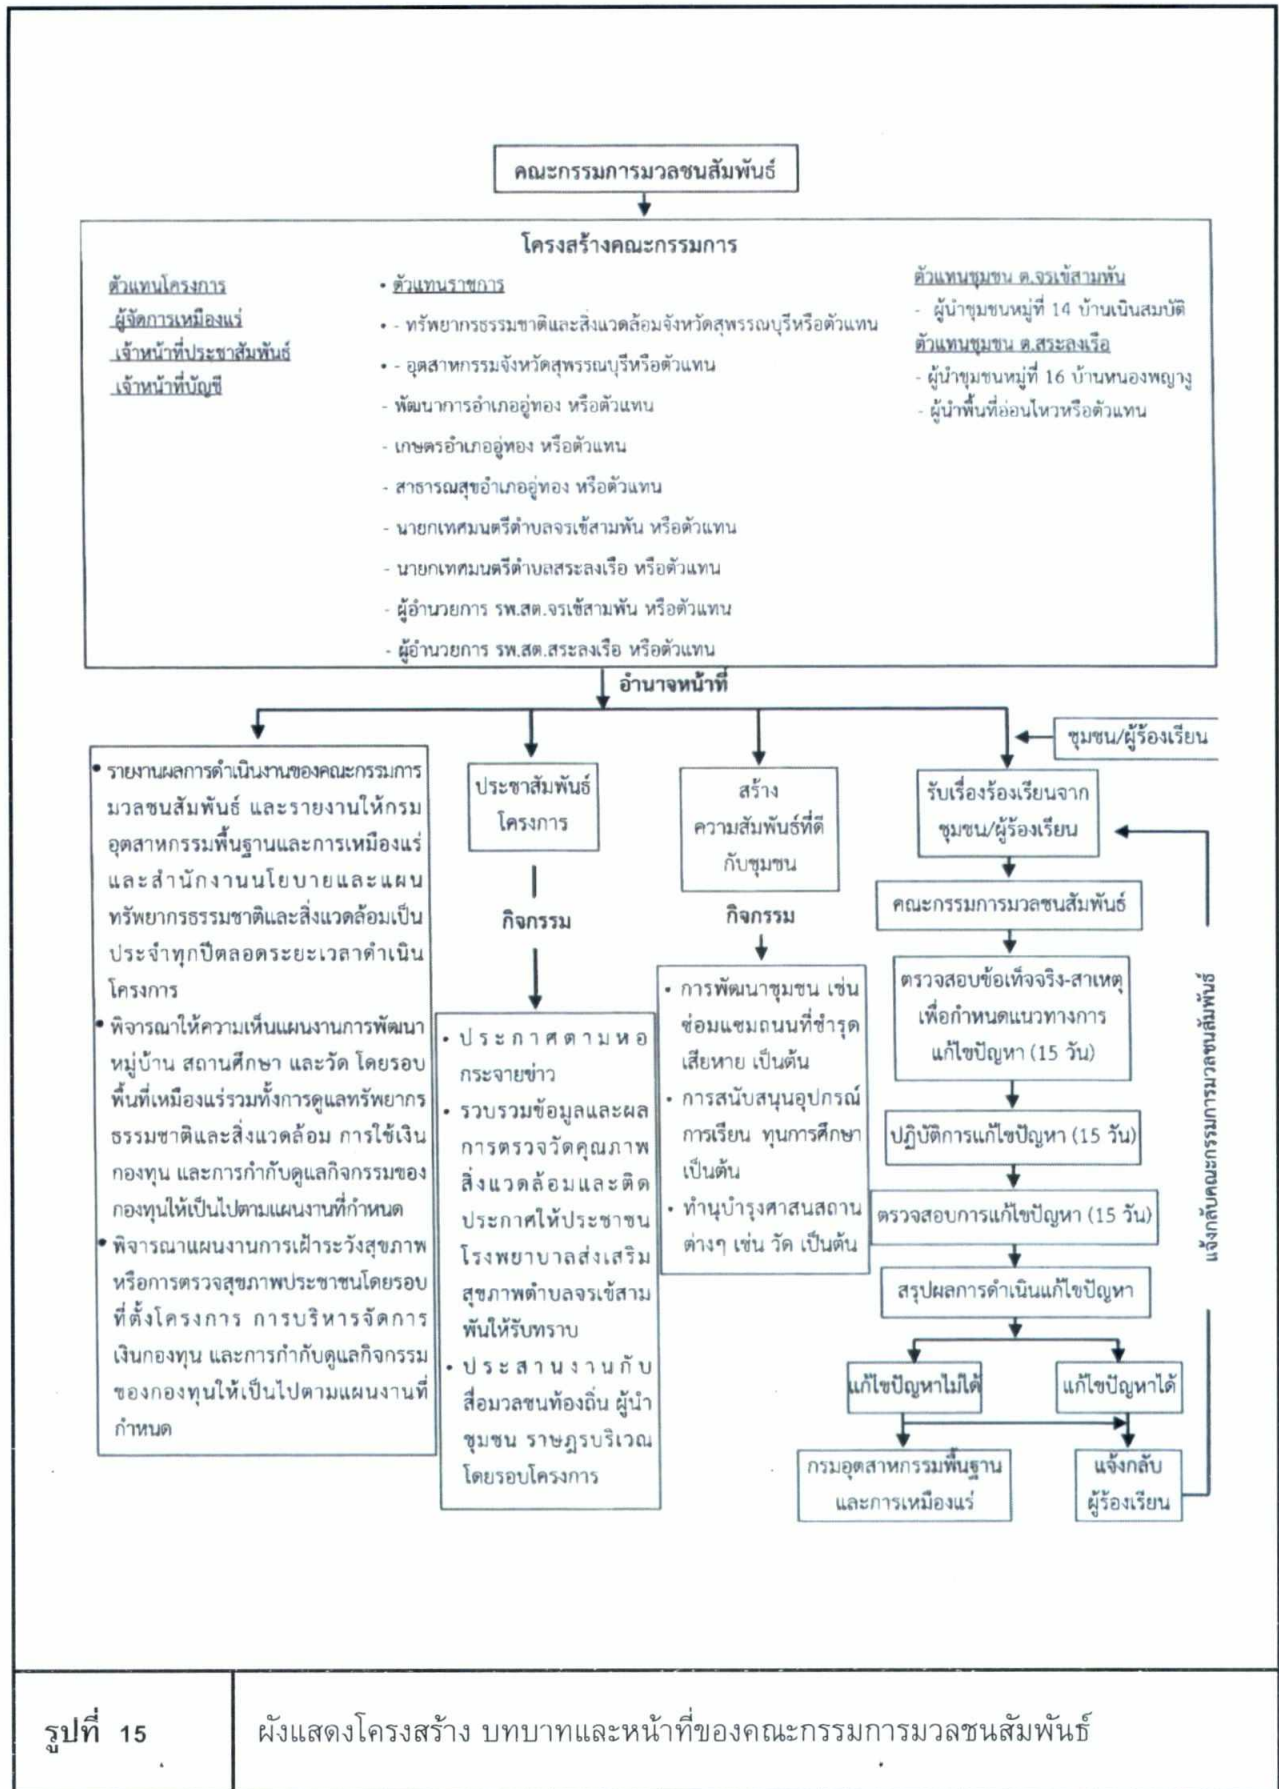 คณะกรรมการมวลชนสัมพันธ์
โครงสร้างคณะกรรมการ
ตัวแทนโครงการ
ผู้จัดการเหมืองแร่
เจ้าหน้าที่ประชาสัมพันธ์
เจ้าหน้าที่บัญชี
• ตัวแทนราชการ
• - ทรัพยากรธรรมชาติและสิ่งแวดล้อมจังหวัดสุพรรณบุรีหรือตัวแทน
• - อุตสาหกรรมจังหวัดสุพรรณบุรีหรือตัวแทน
- พัฒนาการอำเภออู่ทอง หรือตัวแทน
- เกษตรอำเภออู่ทอง หรือตัวแทน
- สาธารณสุขอำเภออู่ทอง หรือตัวแทน
- นายกเทศมนตรีตำบลจรเข้สามพัน หรือตัวแทน
- นายกเทศมนตรีตำบลสระลงเรือ หรือตัวแทน
- ผู้อำนวยการ รพ.สต.จรเข้สามพัน หรือตัวแทน
- ผู้อำนวยการ รพ.สต.สระลงเรือ หรือตัวแทน
ตัวแทนชุมชน ต.จรเข้สามพัน
- ผู้นำชุมชนหมู่ที่ 14 บ้านเนินสมบัติ
ตัวแทนชุมชน ต.สระลงเรือ
- ผู้นำชุมชนหมู่ที่ 16 บ้านหนองพญางู
- ผู้นำพื้นที่อ่อนไหวหรือตัวแทน
อำนาจหน้าที่
• รายงานผลการดำเนินงานของคณะกรรมการ
มวลชนสัมพันธ์ และรายงานให้กรม
อุตสาหกรรมพื้นฐานและการเหมืองแร่
และสำนักงานนโยบายและแผน
ทรัพยากรธรรมชาติและสิ่งแวดล้อมเป็น
ประจำทุกปีตลอดระยะเวลาดำเนิน
โครงการ
• พิจารณาให้ความเห็นแผนงานการพัฒนา
หมู่บ้าน สถานศึกษา และวัด โดยรอบ
พื้นที่เหมืองแร่รวมทั้งการดูแลทรัพยากร
ธรรมชาติและสิ่งแวดล้อม การใช้เงิน
กองทุน และการกำกับดูแลกิจกรรมของ
กองทุนให้เป็นไปตามแผนงานที่กำหนด
• พิจารณาแผนงานการเฝ้าระวังสุขภาพ
หรือการตรวจสุขภาพประชาชนโดยรอบ
ที่ตั้งโครงการ การบริหารจัดการ
เงินกองทุน และการกำกับดูแลกิจกรรม
ของกองทุนให้เป็นไปตามแผนงานที่
กำหนด
ประชาสัมพันธ์
โครงการ
กิจกรรม
• ประกาศตามหอ
กระจายข่าว
• รวบรวมข้อมูลและผล
การตรวจวัดคุณภาพ
สิ่งแวดล้อมและติด
ประกาศให้ประชาชน
โรงพยาบาลส่งเสริม
สุขภาพตำบลจรเข้สาม
พันให้รับทราบ
• ประสานงานกับ
สื่อมวลชนท้องถิ่น ผู้นำ
ชุมชน ราษฎรบริเวณ
โดยรอบโครงการ
สร้าง
ความสัมพันธ์ที่ดี
กับชุมชน
กิจกรรม
• การพัฒนาชุมชน เช่น
ซ่อมแซมถนนที่ชำรุด
เสียหาย เป็นต้น
• การสนับสนุนอุปกรณ์
การเรียน ทุนการศึกษา
เป็นต้น
• ทำนุบำรุงศาสนสถาน
ต่างๆ เช่น วัด เป็นต้น
ชุมชน/ผู้ร้องเรียน
รับเรื่องร้องเรียนจาก
ชุมชน/ผู้ร้องเรียน
คณะกรรมการมวลชนสัมพันธ์
ตรวจสอบข้อเท็จจริง-สาเหตุ
เพื่อกำหนดแนวทางการ
แก้ไขปัญหา (15 วัน)
ปฏิบัติการแก้ไขปัญหา (15 วัน)
ตรวจสอบการแก้ไขปัญหา (15 วัน)
สรุปผลการดำเนินแก้ไขปัญหา
แก้ไขปัญหาไม่ได้
แก้ไขปัญหาได้
กรมอุตสาหกรรมพื้นฐาน
และการเหมืองแร่
แจ้งกลับ
ผู้ร้องเรียน
แจ้งกลับคณะกรรมการมวลชนสัมพันธ์
รูปที่ 15
ผังแสดงโครงสร้าง บทบาทและหน้าที่ของคณะกรรมการมวลชนสัมพันธ์